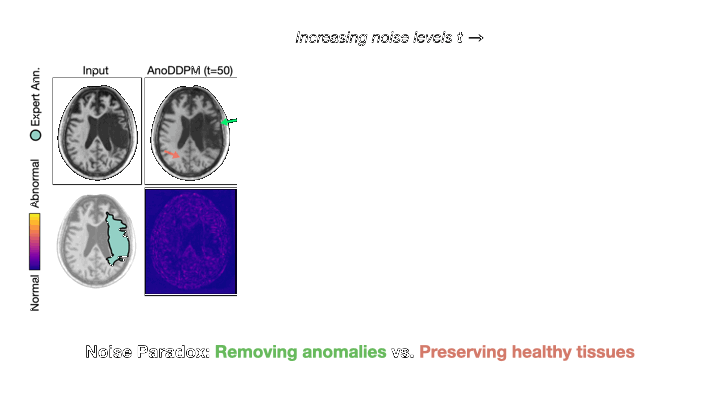 Increasing noise levels t →
Input
AnoDDPM (t=50)
Expert Ann.
Normal Abnormal
Noise Paradox: Removing anomalies vs. Preserving healthy tissues